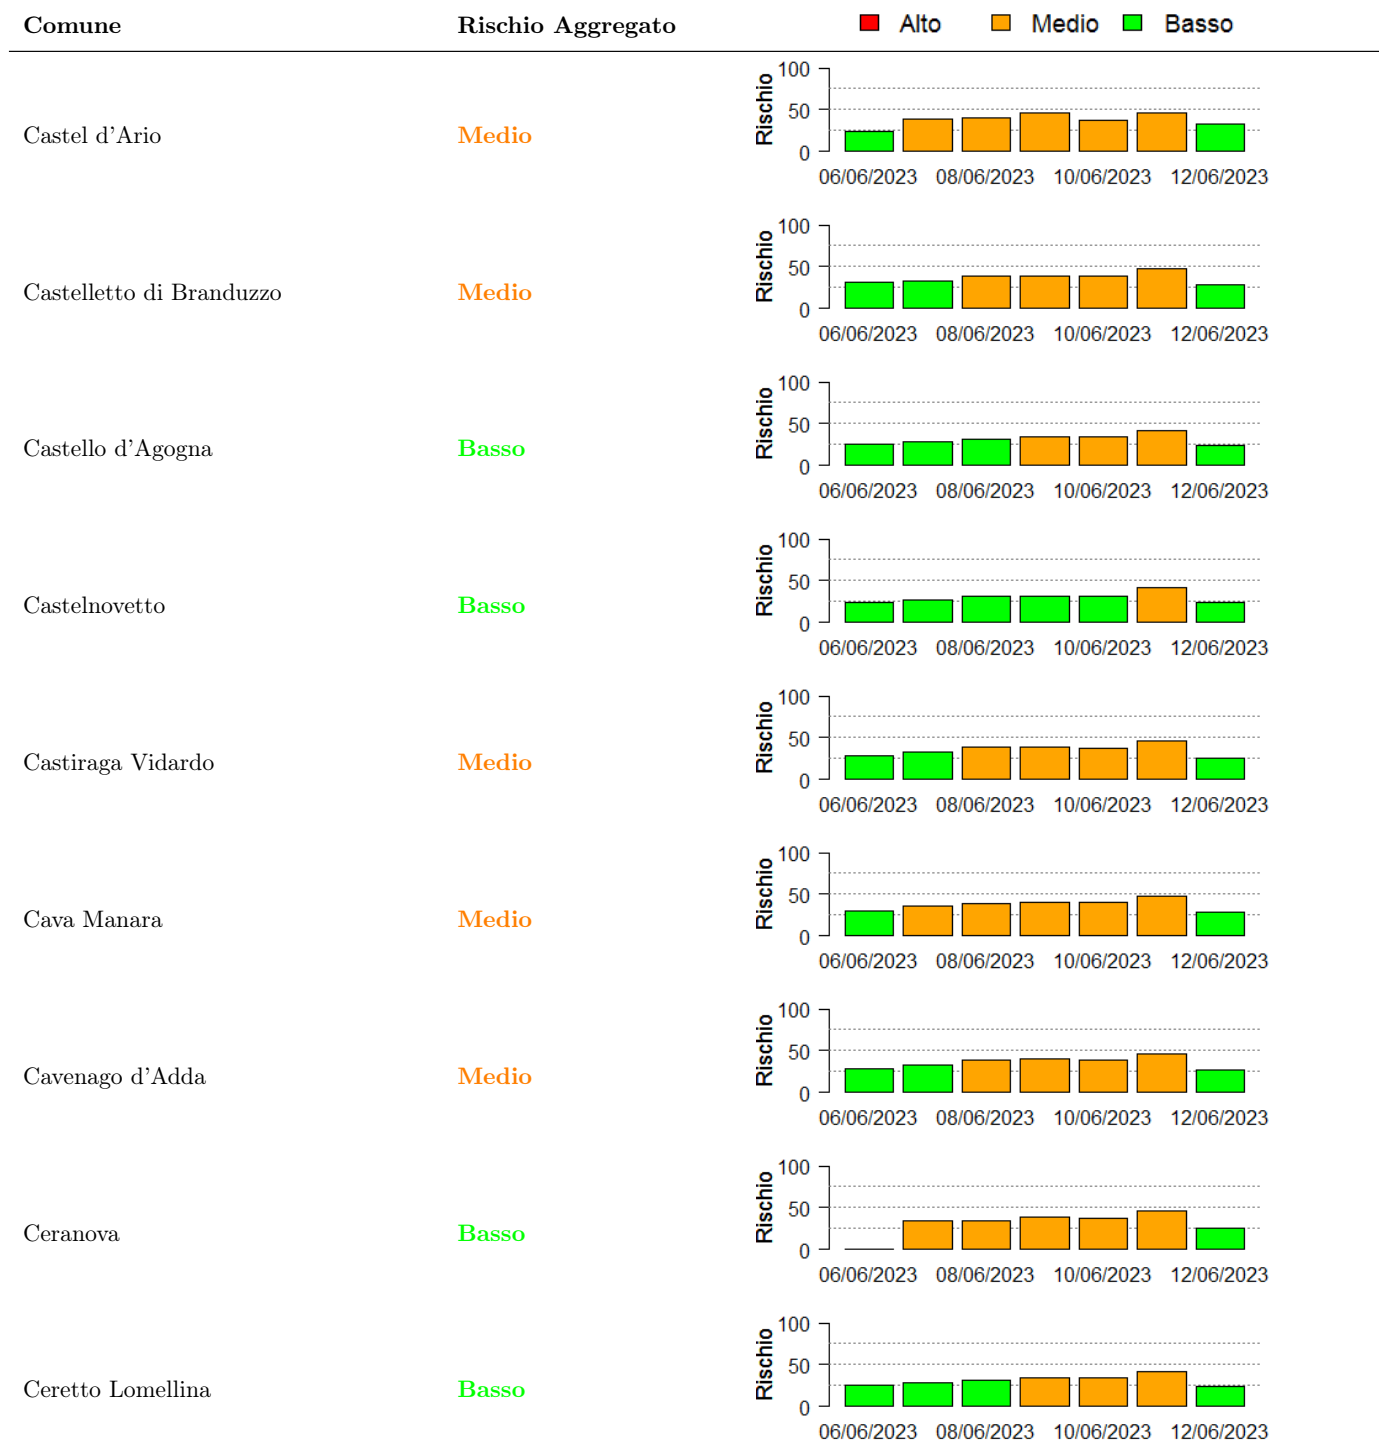 Comune Rischio Aggregato Alto Medio Basso
Castel d'Ario Medio
Rischio
100
50
0
06/06/2023 08/06/2023 10/06/2023 12/06/2023
Castelletto di Branduzzo Medio
Rischio
100
50
0
06/06/2023 08/06/2023 10/06/2023 12/06/2023
Castello d'Agogna Basso
Rischio
100
50
0
06/06/2023 08/06/2023 10/06/2023 12/06/2023
Castelnovetto Basso
Rischio
100
50
0
06/06/2023 08/06/2023 10/06/2023 12/06/2023
Castiraga Vidardo Medio
Rischio
100
50
0
06/06/2023 08/06/2023 10/06/2023 12/06/2023
Cava Manara Medio
Rischio
100
50
0
06/06/2023 08/06/2023 10/06/2023 12/06/2023
Cavenago d'Adda Medio
Rischio
100
50
0
06/06/2023 08/06/2023 10/06/2023 12/06/2023
Ceranova Basso
Rischio
100
50
0
06/06/2023 08/06/2023 10/06/2023 12/06/2023
Ceretto Lomellina Basso
Rischio
100
50
0
06/06/2023 08/06/2023 10/06/2023 12/06/2023